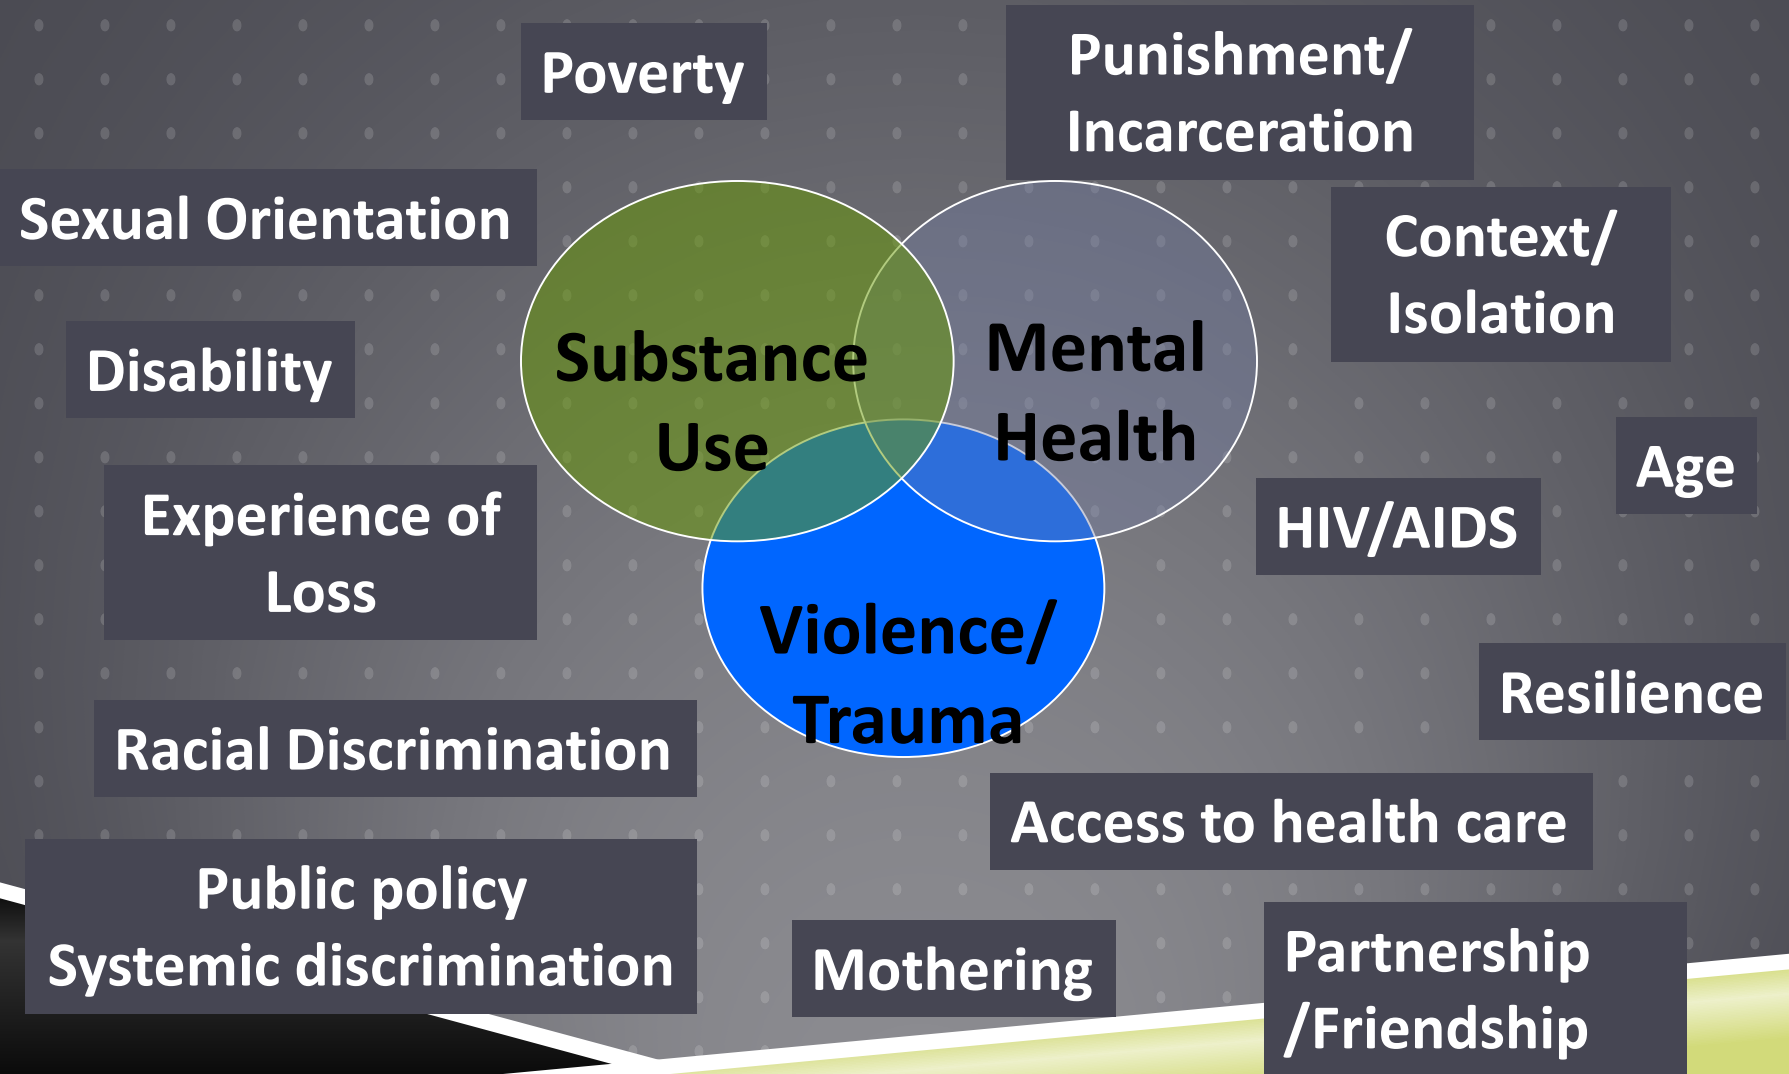 Poverty
Punishment/
Incarceration
Sexual Orientation
Context/
Isolation
Substance
Use
Mental
Health
Disability
Age
Experience of
Loss
HIV/AIDS
Violence/
Trauma
Resilience
Racial Discrimination
Access to health care
Public policy
Systemic discrimination
Mothering
Partnership
/Friendship